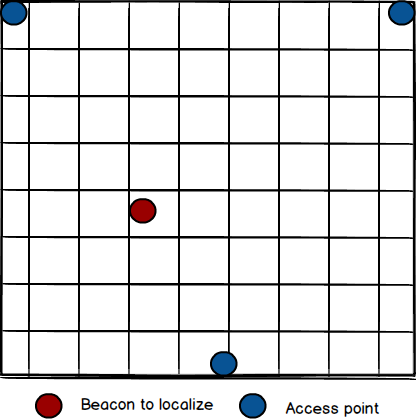 Beacon to localize
Access point